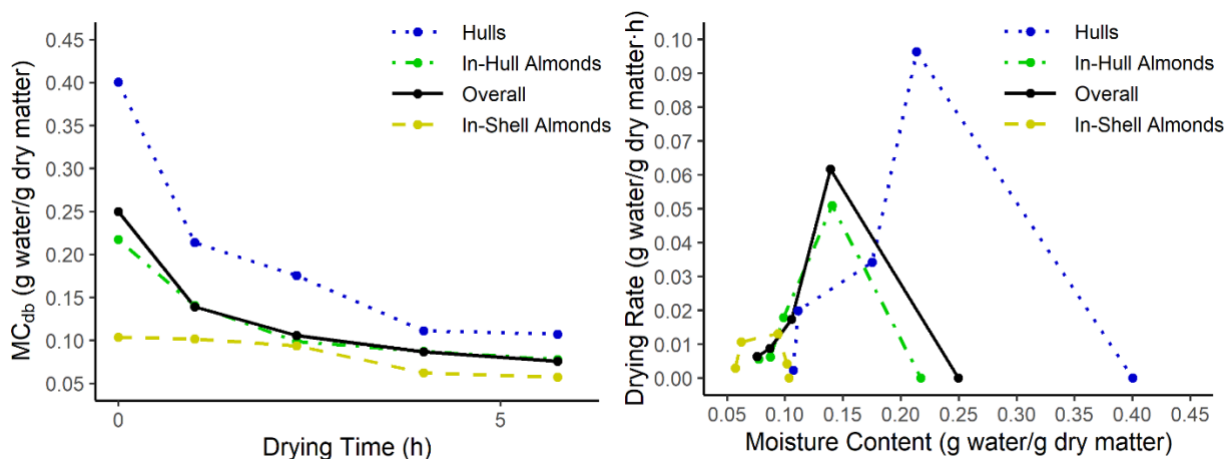 MC_db (g water/g dry matter)
0.45
0.40
0.35
0.30
0.25
0.20
0.15
0.10
0.05
Hulls
In-Hull Almonds
Overall
In-Shell Almonds
0 5
Drying Time (h)
Drying Rate (g water/g dry matter·h)
0.10
0.09
0.08
0.07
0.06
0.05
0.04
0.03
0.02
0.01
0.00
Hulls
In-Hull Almonds
Overall
In-Shell Almonds
0.05 0.10 0.15 0.20 0.25 0.30 0.35 0.40 0.45
Moisture Content (g water/g dry matter)